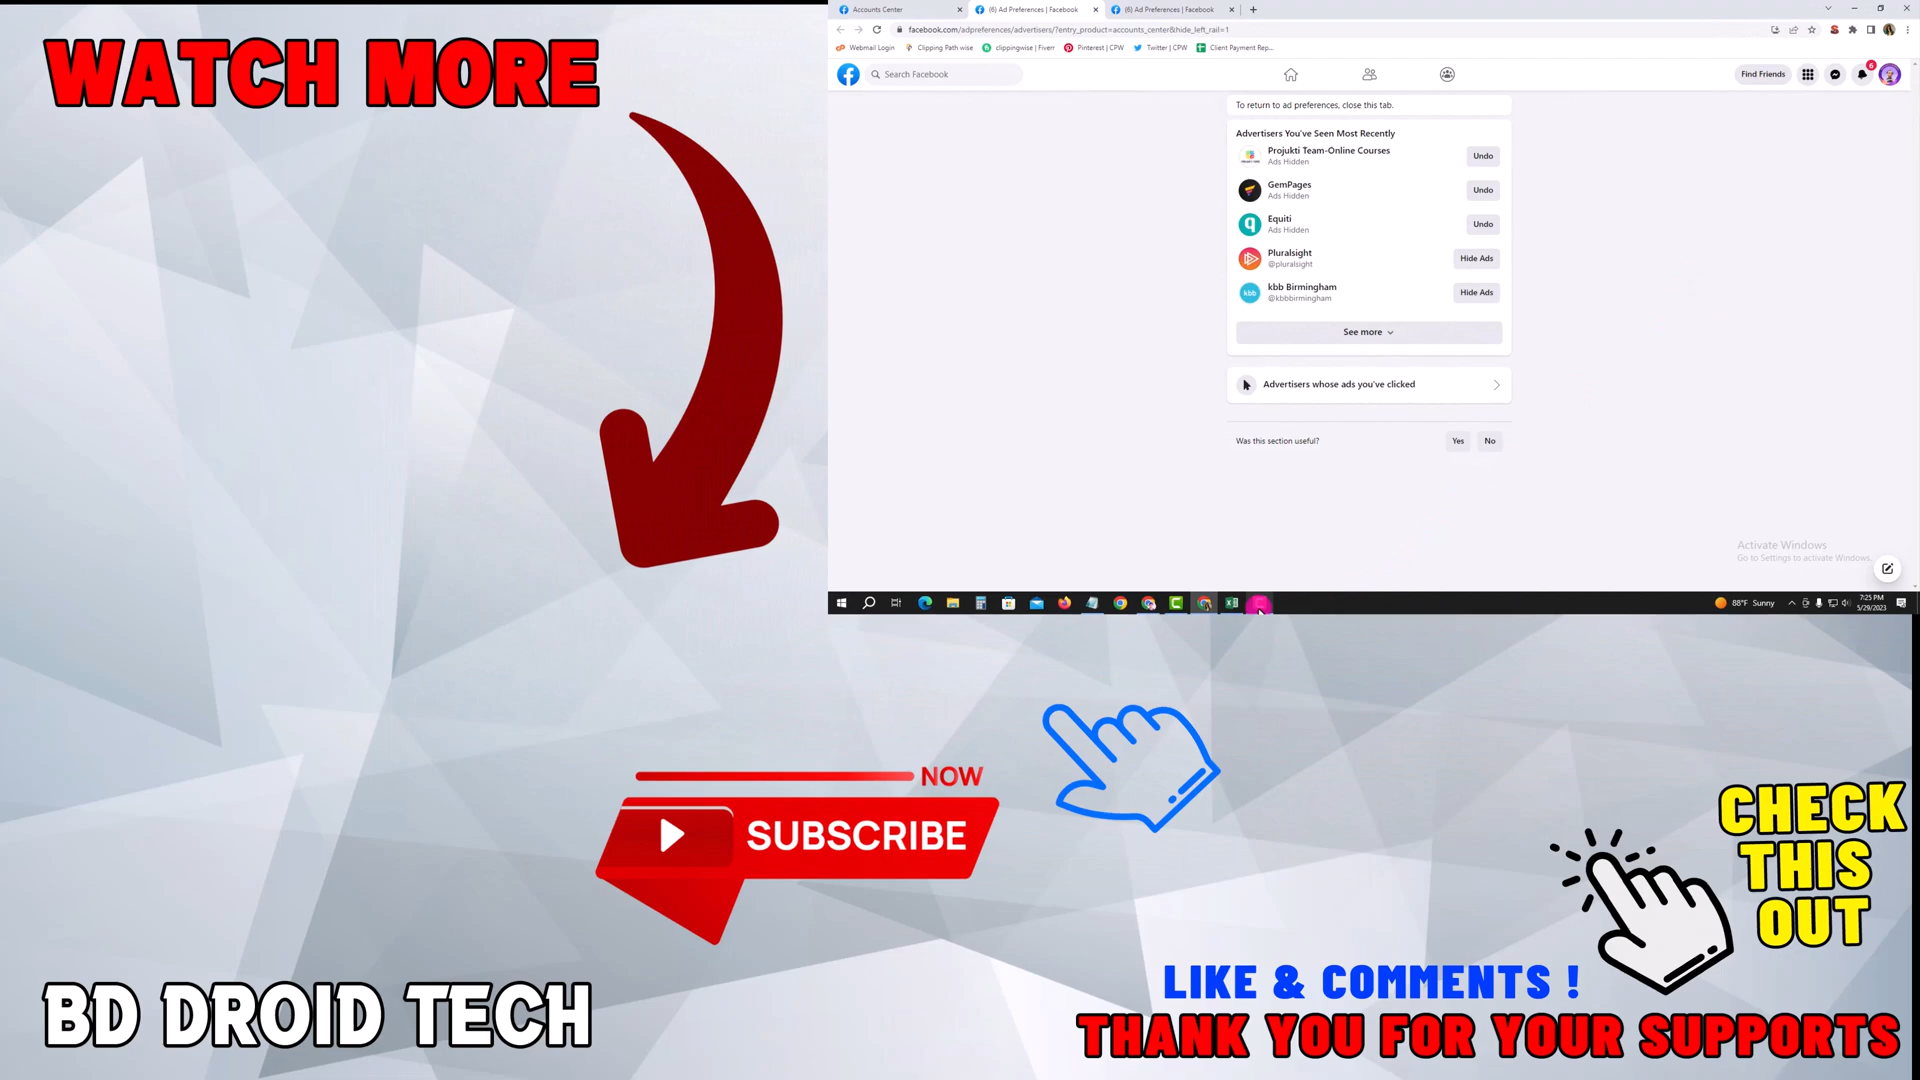 WATCH MORE
Accounts Center
(6) Ad Preferences | Facebook
(6) Ad Preferences | Facebook
facebook.com/adpreferences/advertisers/?entry_product=accounts_center&hide_left_rail=1
Webmail Login
Clipping Path wise
clippingwise | Fiverr
Pinterest | CPW
Twitter | CPW
Client Payment Rep...
Search Facebook
Find Friends
6
To return to ad preferences, close this tab.
Advertisers You've Seen Most Recently
Projukti Team-Online Courses
Ads Hidden
Undo
GemPages
Ads Hidden
Undo
Equiti
Ads Hidden
Undo
Pluralsight
@pluralsight
Hide Ads
kbb
kbb Birmingham
@kbbbirmingham
Hide Ads
See more
Advertisers whose ads you've clicked
Was this section useful?
Yes
No
Activate Windows
Go to Settings to activate Windows.
88°F Sunny
7:25 PM
5/29/2023
NOW
SUBSCRIBE
CHECK
THIS
OUT
LIKE & COMMENTS !
BD DROID TECH
THANK YOU FOR YOUR SUPPORTS